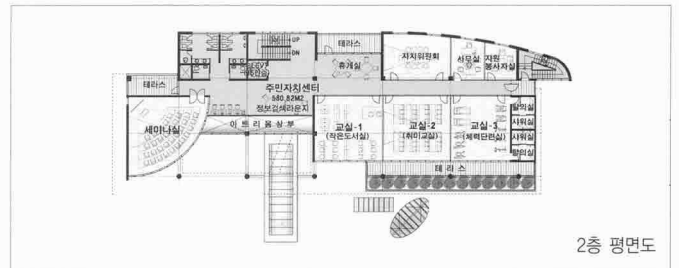 UP
DN
테라스
휴게실
자치위원회
사무실
자원
봉사자실
테라스
주민자치센터
580.82M2
정보검색라운지
아트리움상부
세미나실
교실-1
(작은도서실)
교실-2
(취미교실)
교실-3
(체력단련실)
탈의실
샤워실
샤워실
탈의실
테라스
2층 평면도